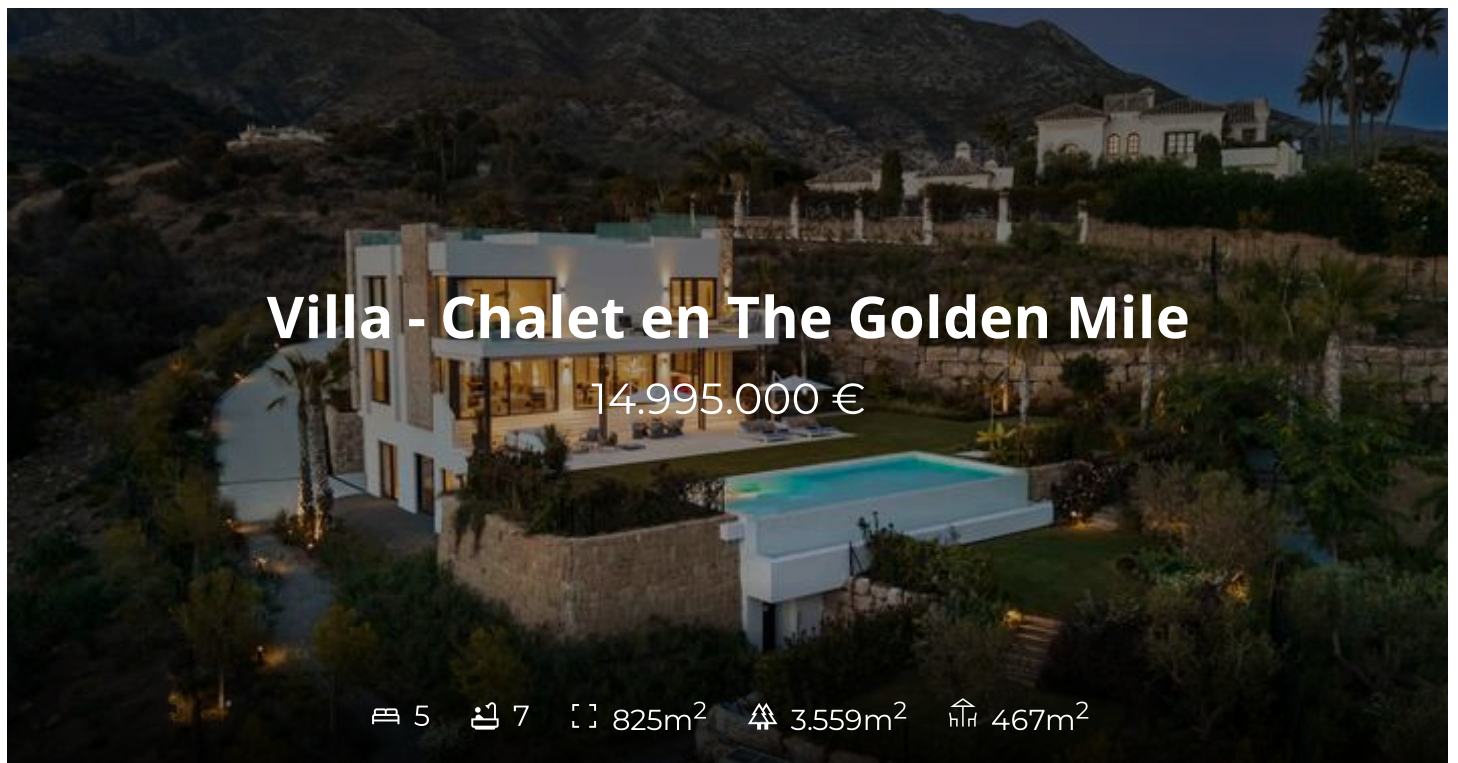 Villa - Chalet en The Golden Mile
14.995.000 €
5 7 825m² 3.559m² 467m²